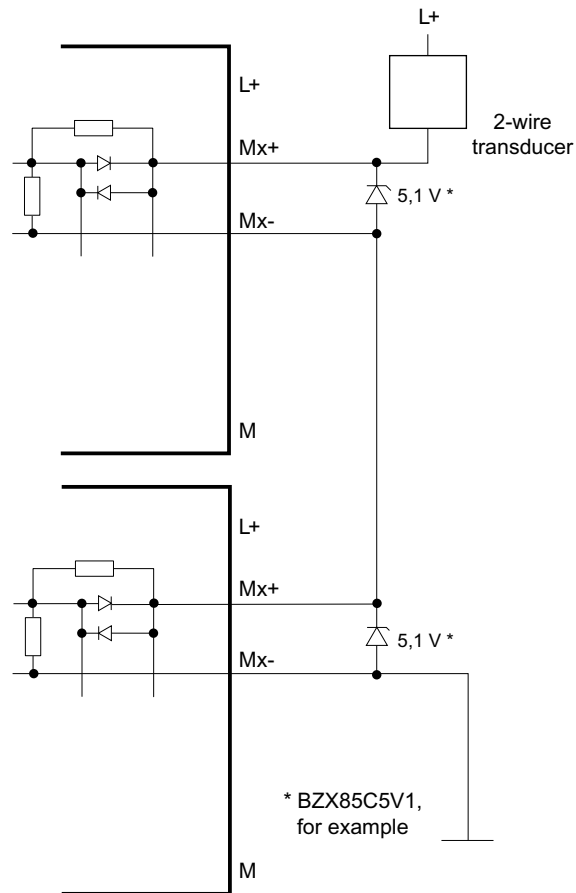 L+
L+
2-wire
transducer
Mx+
5,1 V *
Mx-
M
L+
Mx+
5,1 V *
Mx-
* BZX85C5V1,
for example
M